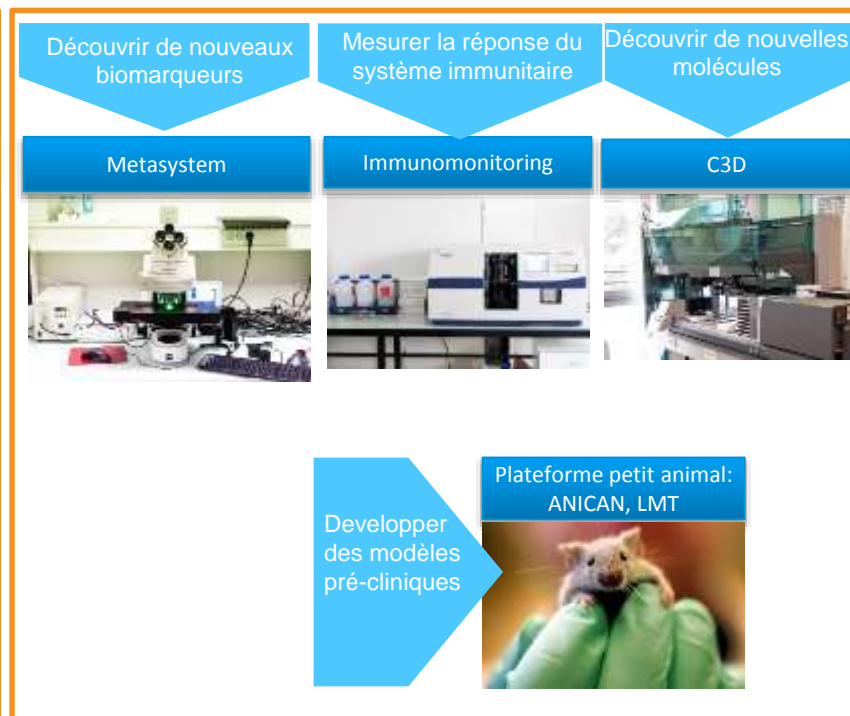 Découvrir de nouveaux
biomarqueurs
Mesurer la réponse du
système immunitaire
Découvrir de nouvelles
molécules
Metasystem
Immunomonitoring
C3D
Developper
des modèles
pré-cliniques
Plateforme petit animal:
ANICAN, LMT